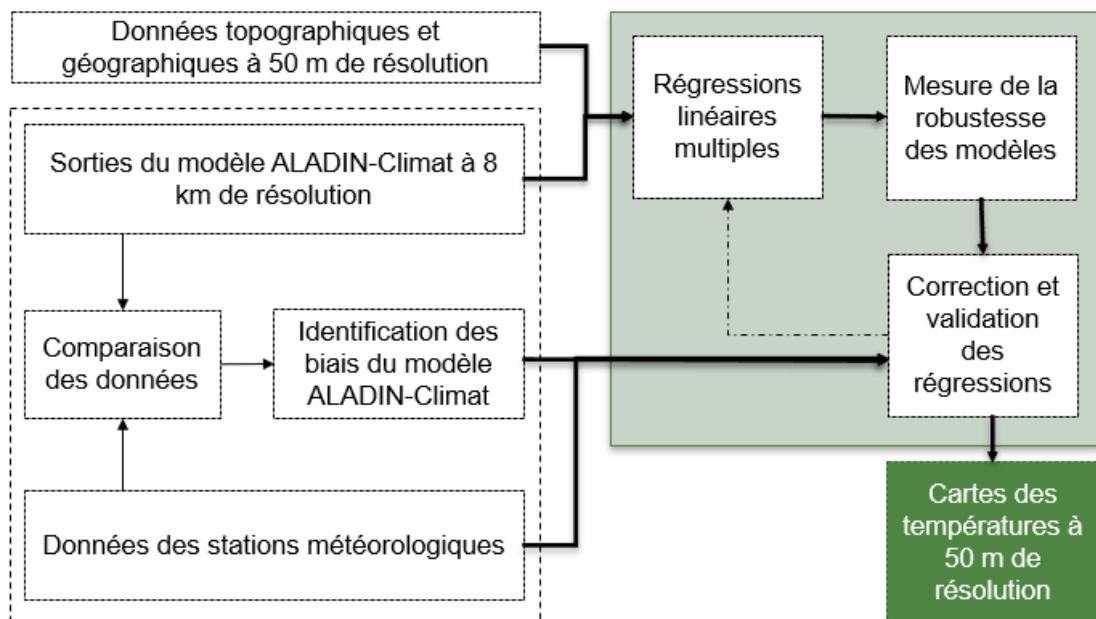 Données topographiques et
géographiques à 50 m de résolution
Sorties du modèle ALADIN-Climat à 8
km de résolution
Comparaison
des données
Identification des
biais du modèle
ALADIN-Climat
Données des stations météorologiques
Régressions
linéaires
multiples
Mesure de la
robustesse
des modèles
Correction et
validation
des
régressions
Cartes des
températures à
50 m de
résolution